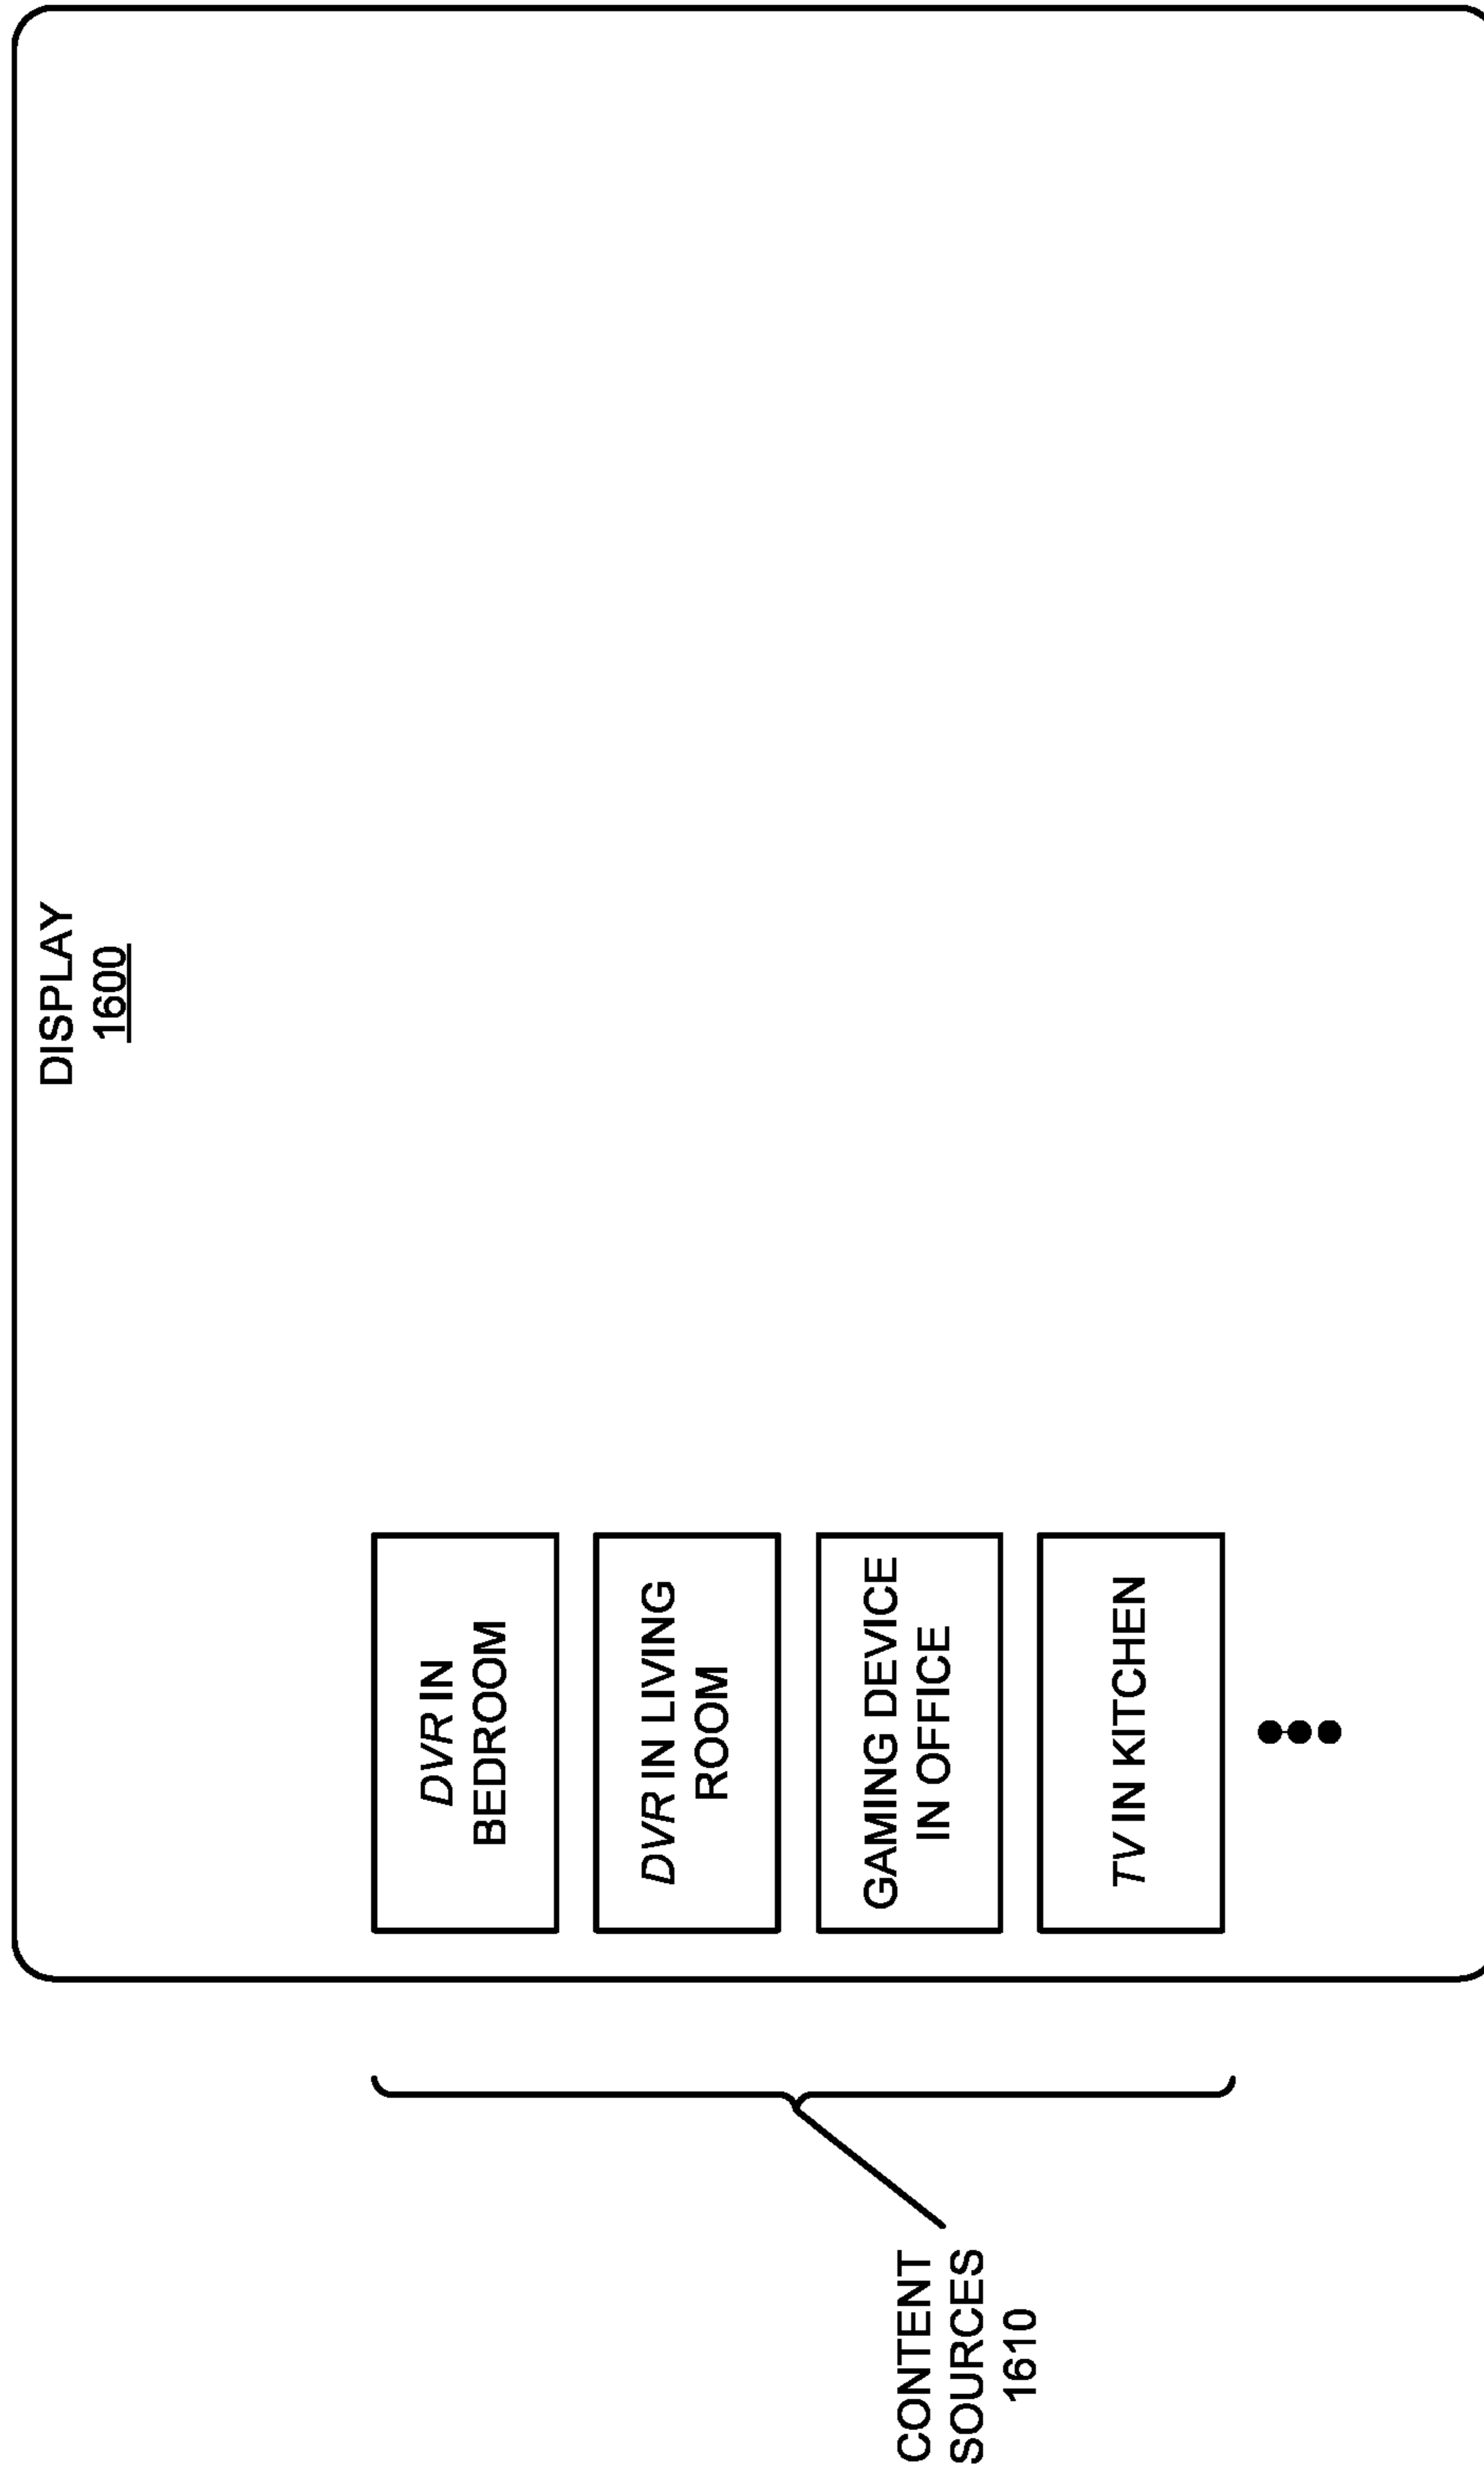 DISPLAY
1600
DVR IN
BEDROOM
DVR IN LIVING
ROOM
GAMING DEVICE
IN OFFICE
TV IN KITCHEN
CONTENT
SOURCES
1610